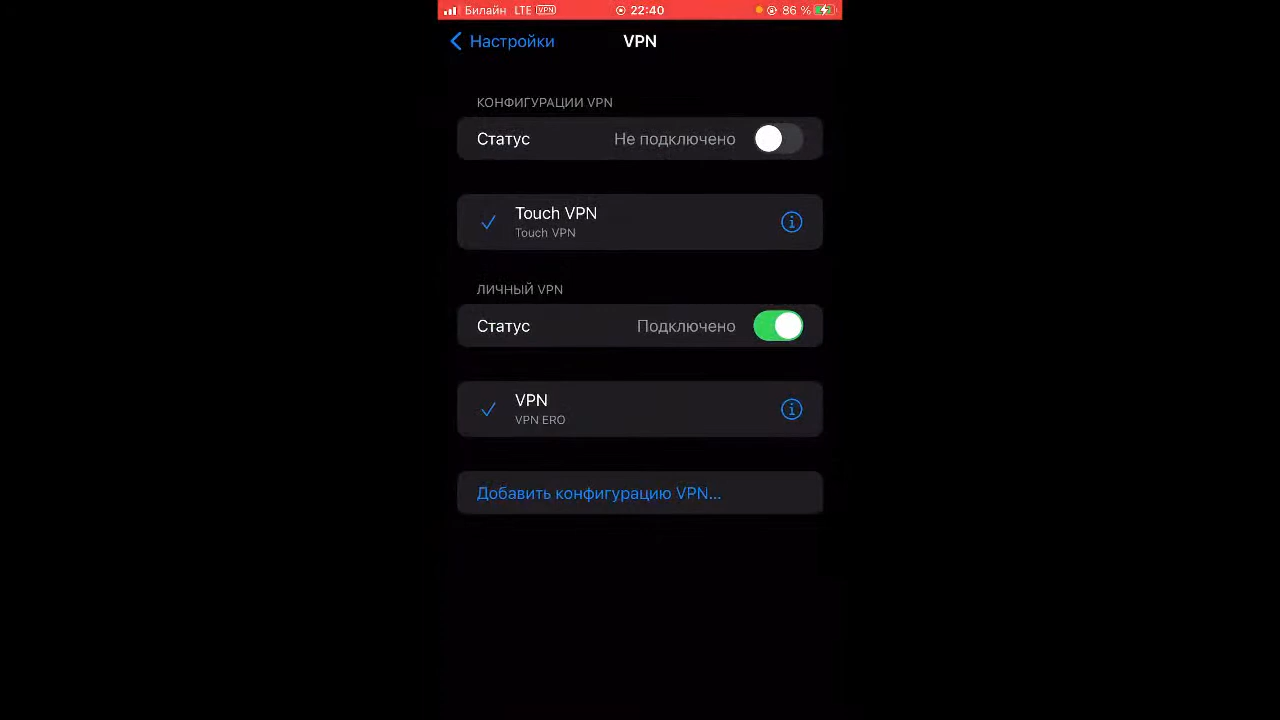 Билайн LTE VPN 22:40 86 %
Настройки VPN
КОНФИГУРАЦИИ VPN
Статус Не подключено
Touch VPN
Touch VPN
ЛИЧНЫЙ VPN
Статус Подключено
VPN
VPN ERO
Добавить конфигурацию VPN...